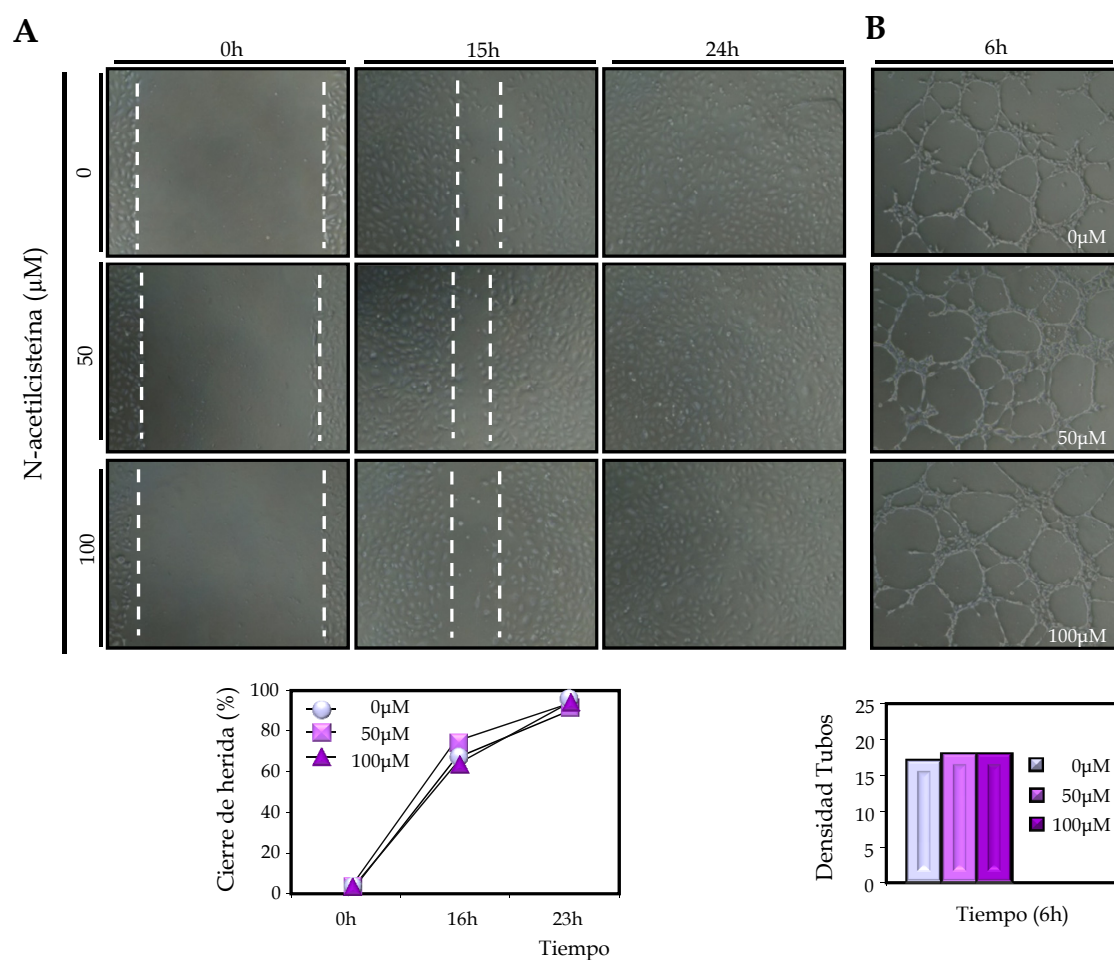 A
B
0h
15h
24h
6h
N-acetilcisteína (µM)
0
50
100
0µM
50µM
100µM
Cierre de herida (%)
100
80
60
40
20
0
0µM
50µM
100µM
0h
16h
23h
Tiempo
Densidad Tubos
25
20
15
10
5
0
0µM
50µM
100µM
Tiempo (6h)